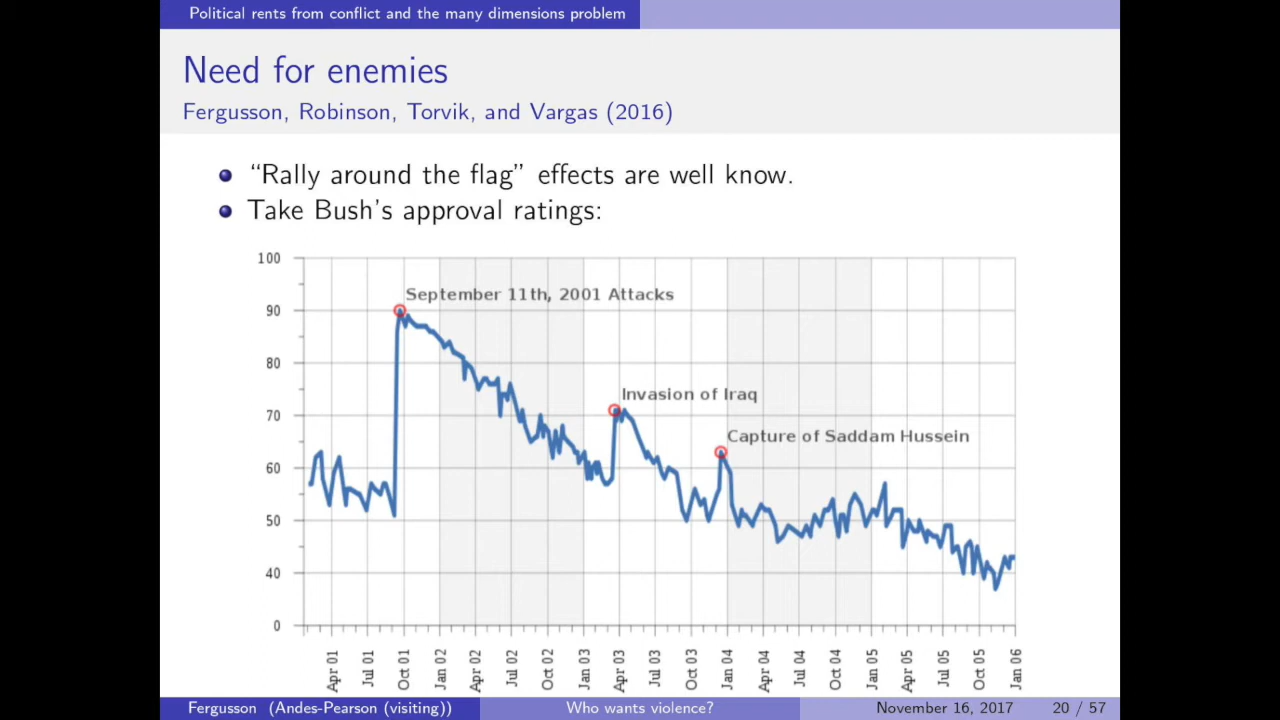 Political rents from conflict and the many dimensions problem
Need for enemies
Fergusson, Robinson, Torvik, and Vargas (2016)
“Rally around the flag” effects are well know.
Take Bush's approval ratings:
100
90
80
70
60
50
40
0
September 11th, 2001 Attacks
Invasion of Iraq
Capture of Saddam Hussein
Apr 01
Jul 01
Oct 01
Jan 02
Apr 02
Jul 02
Oct 02
Jan 03
Apr 03
Jul 03
Oct 03
Jan 04
Apr 04
Jul 04
Oct 04
Jan 05
Apr 05
Jul 05
Oct 05
Jan 06
Fergusson (Andes-Pearson (visiting))
Who wants violence?
November 16, 2017
20 / 57